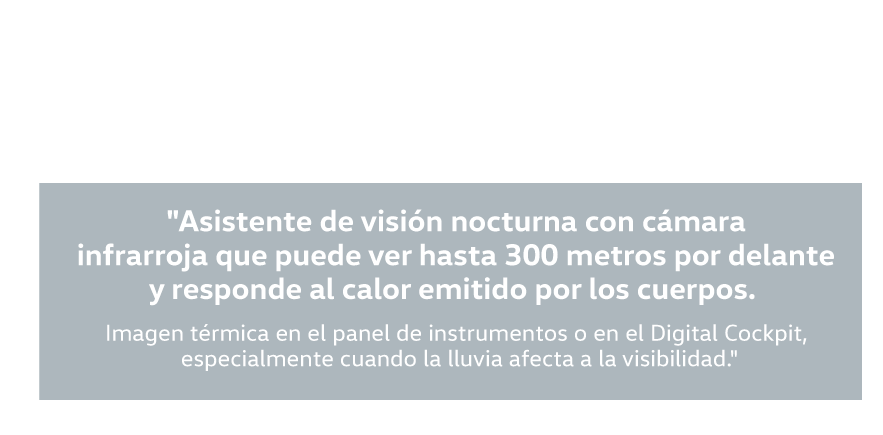 "Asistente de visión nocturna con cámara
infrarroja que puede ver hasta 300 metros por delante
y responde al calor emitido por los cuerpos.
Imagen térmica en el panel de instrumentos o en el Digital Cockpit,
especialmente cuando la lluvia afecta a la visibilidad."